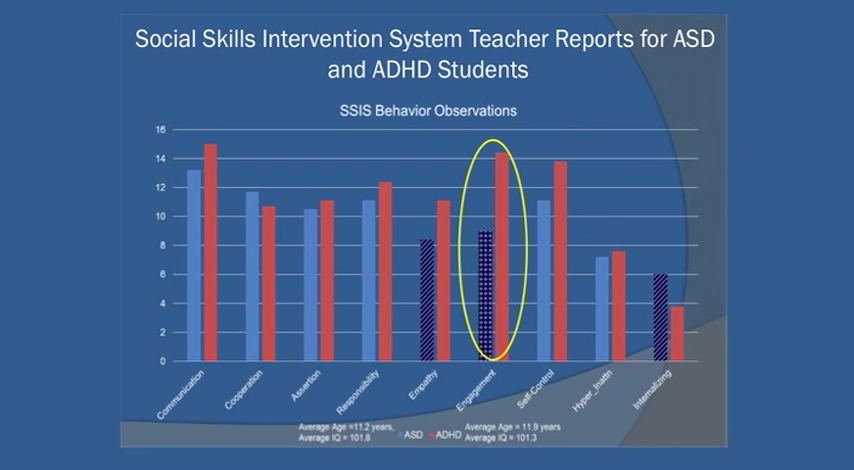 Social Skills Intervention System Teacher Reports for ASD
and ADHD Students
SSIS Behavior Observations
16
14
12
10
8
6
4
2
0
Communication
Cooperation
Assertion
Responsibility
Empathy
Engagement
Self-Control
Hyper_Inattn
Internalizing
Average Age =11.2 years,
Average IQ = 101.8
ASD
ADHD
Average Age = 11.9 years
Average IQ = 101.3